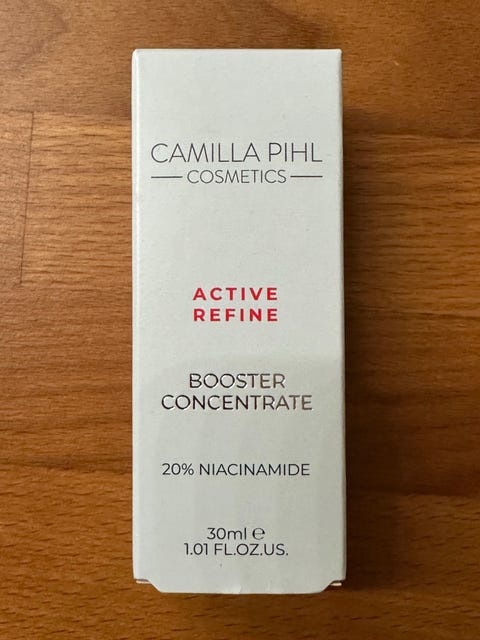 CAMILLA PIHL
COSMETICS
ACTIVE
REFINE
BOOSTER
CONCENTRATE
20% NIACINAMIDE
30ml ℮
1.01 FL.OZ.US.